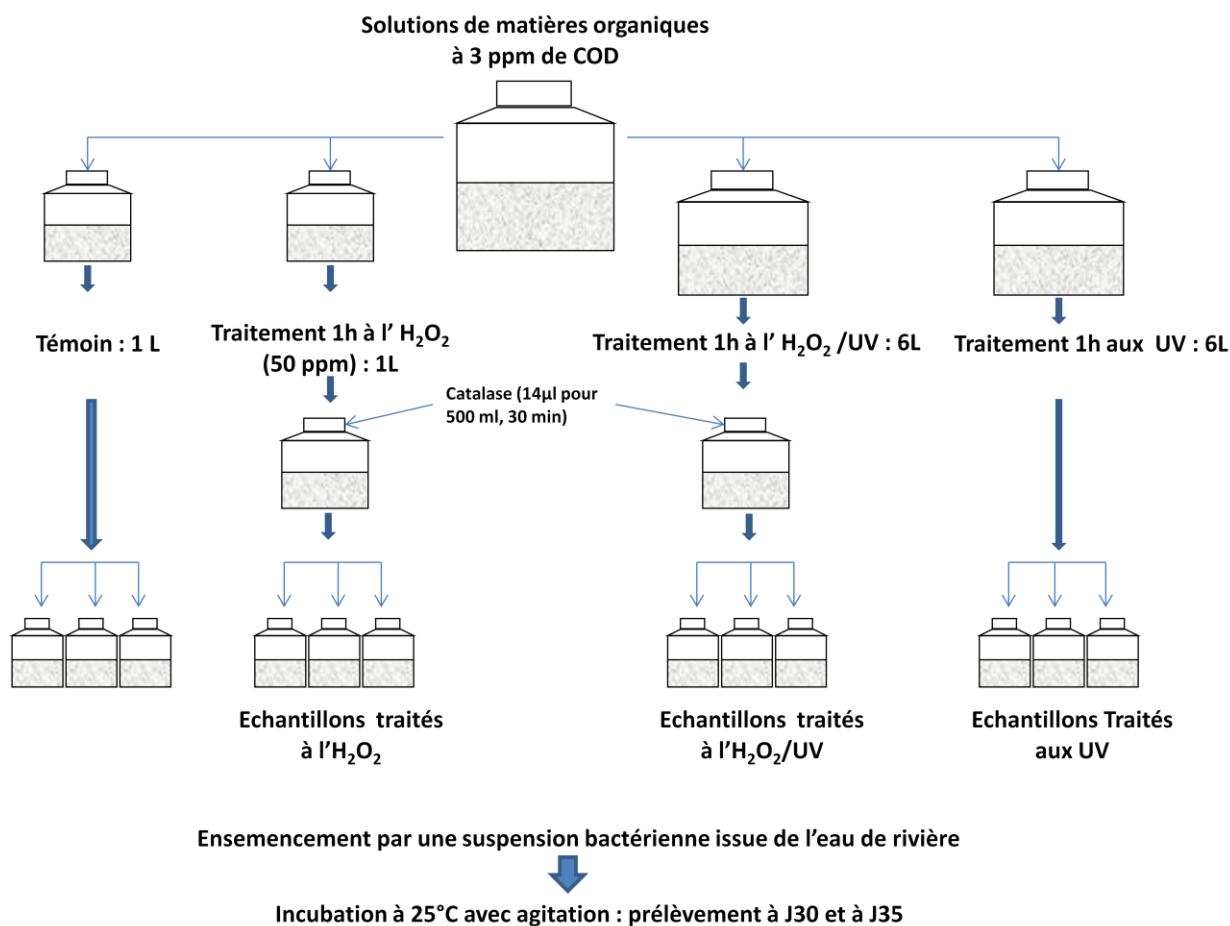 Solutions de matières organiques
à 3 ppm de COD
Témoin : 1 L
Traitement 1h à l' H₂O₂
(50 ppm) : 1L
Traitement 1h à l' H₂O₂ /UV : 6L
Traitement 1h aux UV : 6L
Catalase (14µl pour
500 ml, 30 min)
Echantillons traités
à l'H₂O₂
Echantillons traités
à l'H₂O₂/UV
Echantillons Traités
aux UV
Ensemencement par une suspension bactérienne issue de l'eau de rivière
Incubation à 25°C avec agitation : prélèvement à J30 et à J35